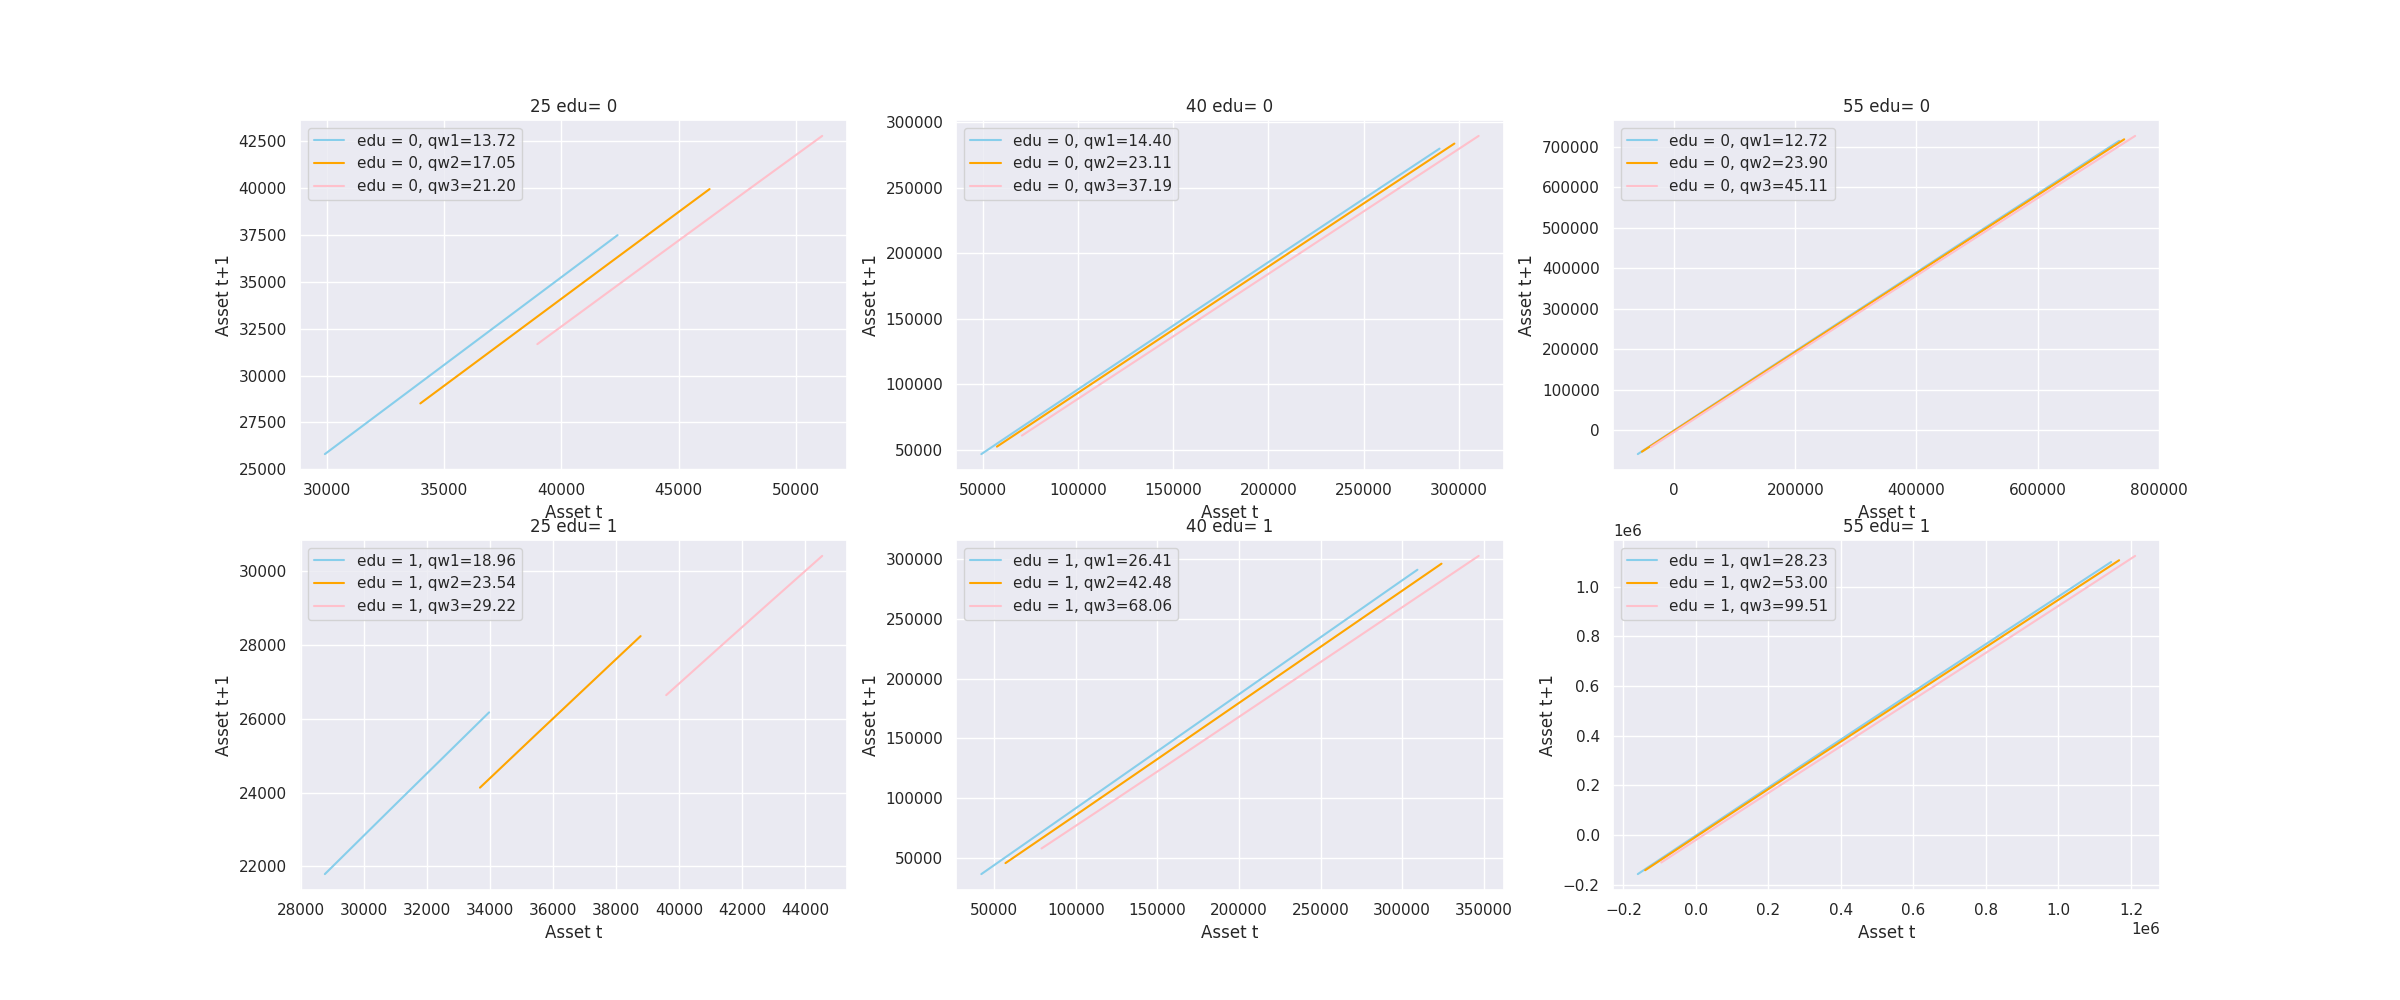 25 edu= 0
42500
40000
37500
35000
32500
30000
27500
25000
Asset t+1
edu = 0, qw1=13.72
edu = 0, qw2=17.05
edu = 0, qw3=21.20
30000 35000 40000 45000 50000
Asset t
40 edu= 0
300000
250000
200000
150000
100000
50000
Asset t+1
edu = 0, qw1=14.40
edu = 0, qw2=23.11
edu = 0, qw3=37.19
50000 100000 150000 200000 250000 300000
Asset t
55 edu= 0
700000
600000
500000
400000
300000
200000
100000
0
Asset t+1
edu = 0, qw1=12.72
edu = 0, qw2=23.90
edu = 0, qw3=45.11
0 200000 400000 600000 800000
Asset t
25 edu= 1
30000
28000
26000
24000
22000
Asset t+1
edu = 1, qw1=18.96
edu = 1, qw2=23.54
edu = 1, qw3=29.22
28000 30000 32000 34000 36000 38000 40000 42000 44000
Asset t
40 edu= 1
300000
250000
200000
150000
100000
50000
Asset t+1
edu = 1, qw1=26.41
edu = 1, qw2=42.48
edu = 1, qw3=68.06
50000 100000 150000 200000 250000 300000 350000
Asset t
55 edu= 1
1e6
1.0
0.8
0.6
0.4
0.2
0.0
−0.2
Asset t+1
edu = 1, qw1=28.23
edu = 1, qw2=53.00
edu = 1, qw3=99.51
−0.2 0.0 0.2 0.4 0.6 0.8 1.0 1.2
1e6
Asset t